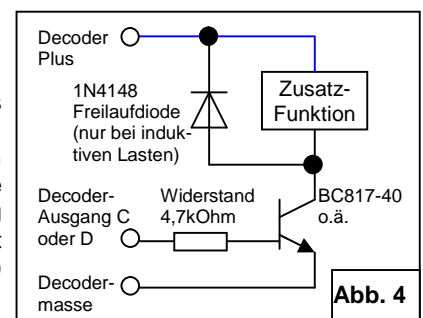 Decoder
Plus
1N4148
Freilaufdiode
(nur bei induk-
tiven Lasten)
Zusatz-
Funktion
Decoder-
Ausgang C
oder D
Widerstand
4,7kOhm
BC817-40
o.ä.
Decoder-
masse
Abb. 4